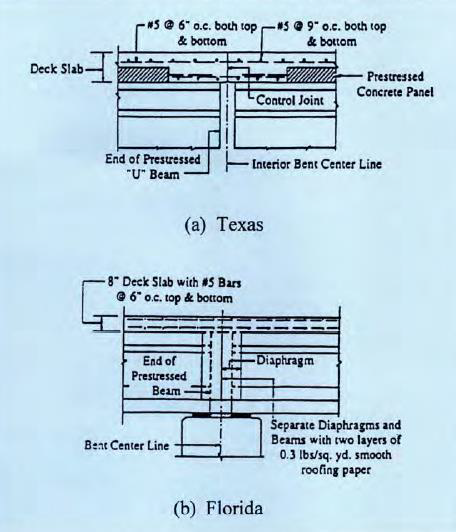 #5 @ 6" o.c. both top
& bottom
#5 @ 9" o.c. both top
& bottom
Deck Slab
Prestressed
Concrete Panel
Control Joint
End of Prestressed
"U" Beam
Interior Bent Center Line
(a) Texas
8" Deck Slab with #5 Bars
@ 6" o.c. top & bottom
End of
Prestressed
Beam
Diaphragm
Separate Diaphragms and
Beams with two layers of
0.3 lbs/sq. yd. smooth
roofing paper
Bent Center Line
(b) Florida